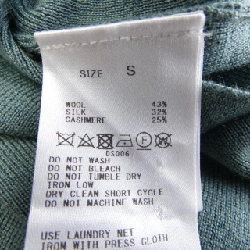 SIZE S
WOOL 43%
SILK 32%
CASHMERE 25%
DS006
DO NOT WASH
DO NOT BLEACH
DO NOT TUMBLE DRY
IRON LOW
DRY CLEAN SHORT CYCLE
DO NOT MACHINE WASH
USE LAUNDRY NET
IRON WITH PRESS CLOTH